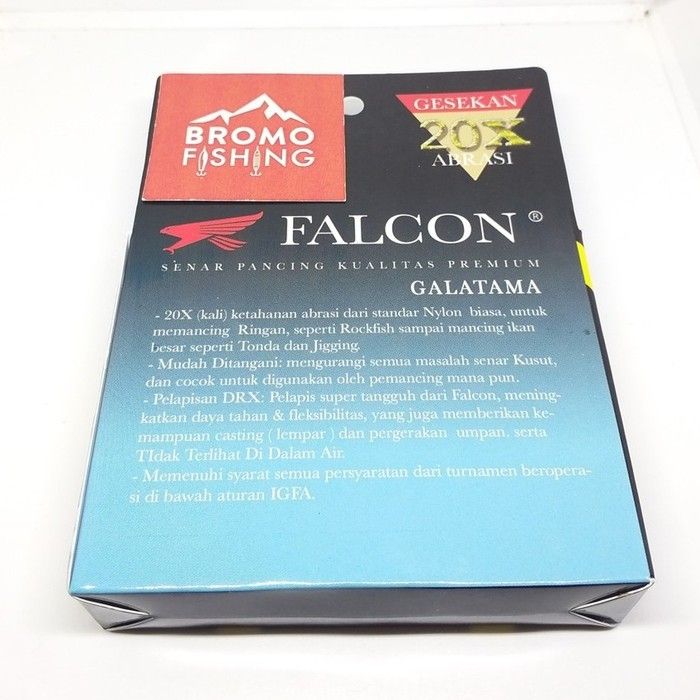 BROMO
FISHING
GESEKAN
20X
ABRASI
FALCON ®
SENAR PANCING KUALITAS PREMIUM
GALATAMA
- 20X (kali) ketahanan abrasi dari standar Nylon biasa, untuk
memancing Ringan, seperti Rockfish sampai mancing ikan
besar seperti Tonda dan Jigging.
- Mudah Ditangani: mengurangi semua masalah senar Kusut,
dan cocok untuk digunakan oleh pemancing mana pun.
- Pelapisan DRX: Pelapis super tangguh dari Falcon, mening-
katkan daya tahan & fleksibilitas, yang juga memberikan ke-
mampuan casting ( lempar ) dan pergerakan umpan. serta
TIdak Terlihat Di Dalam Air.
- Memenuhi syarat semua persyaratan dari turnamen beropera-
si di bawah aturan IGFA.